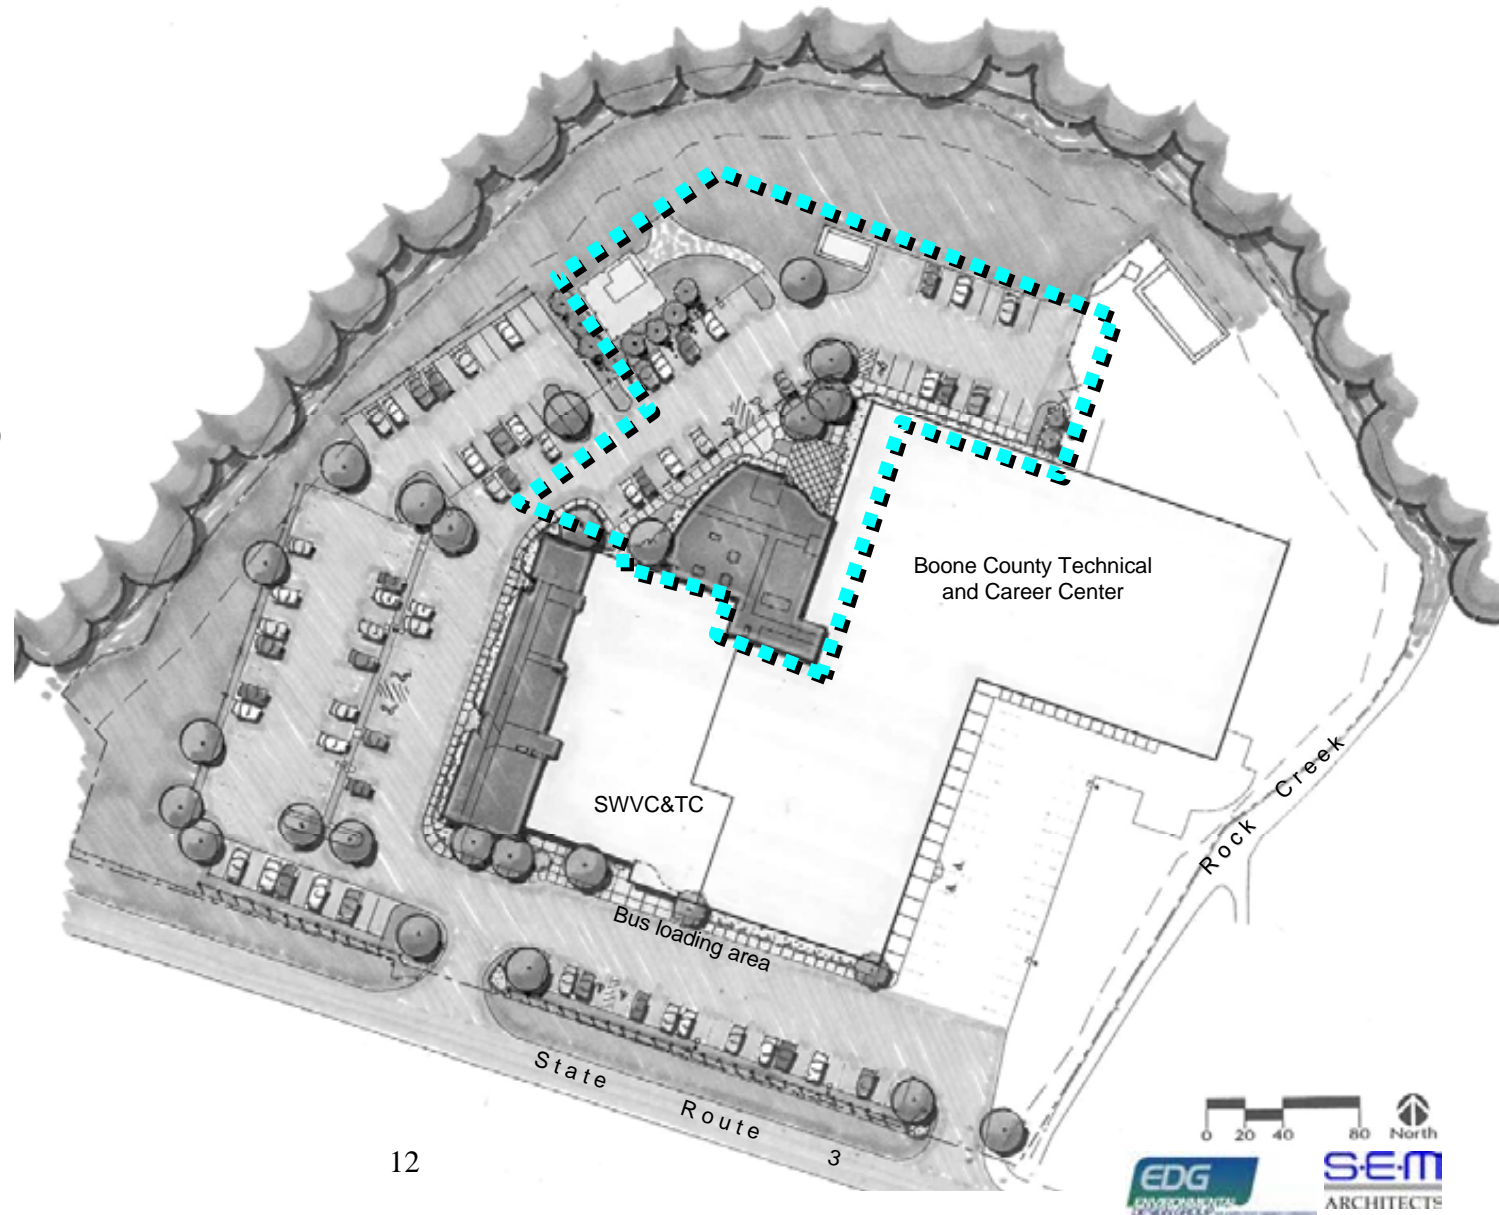 Boone County Technical
and Career Center
SWVC&TC
Rock Creek
Bus loading area
State Route 3
0 20 40 80 North
12
EDG
ENVIRONMENTAL
S·E·M
ARCHITECTS